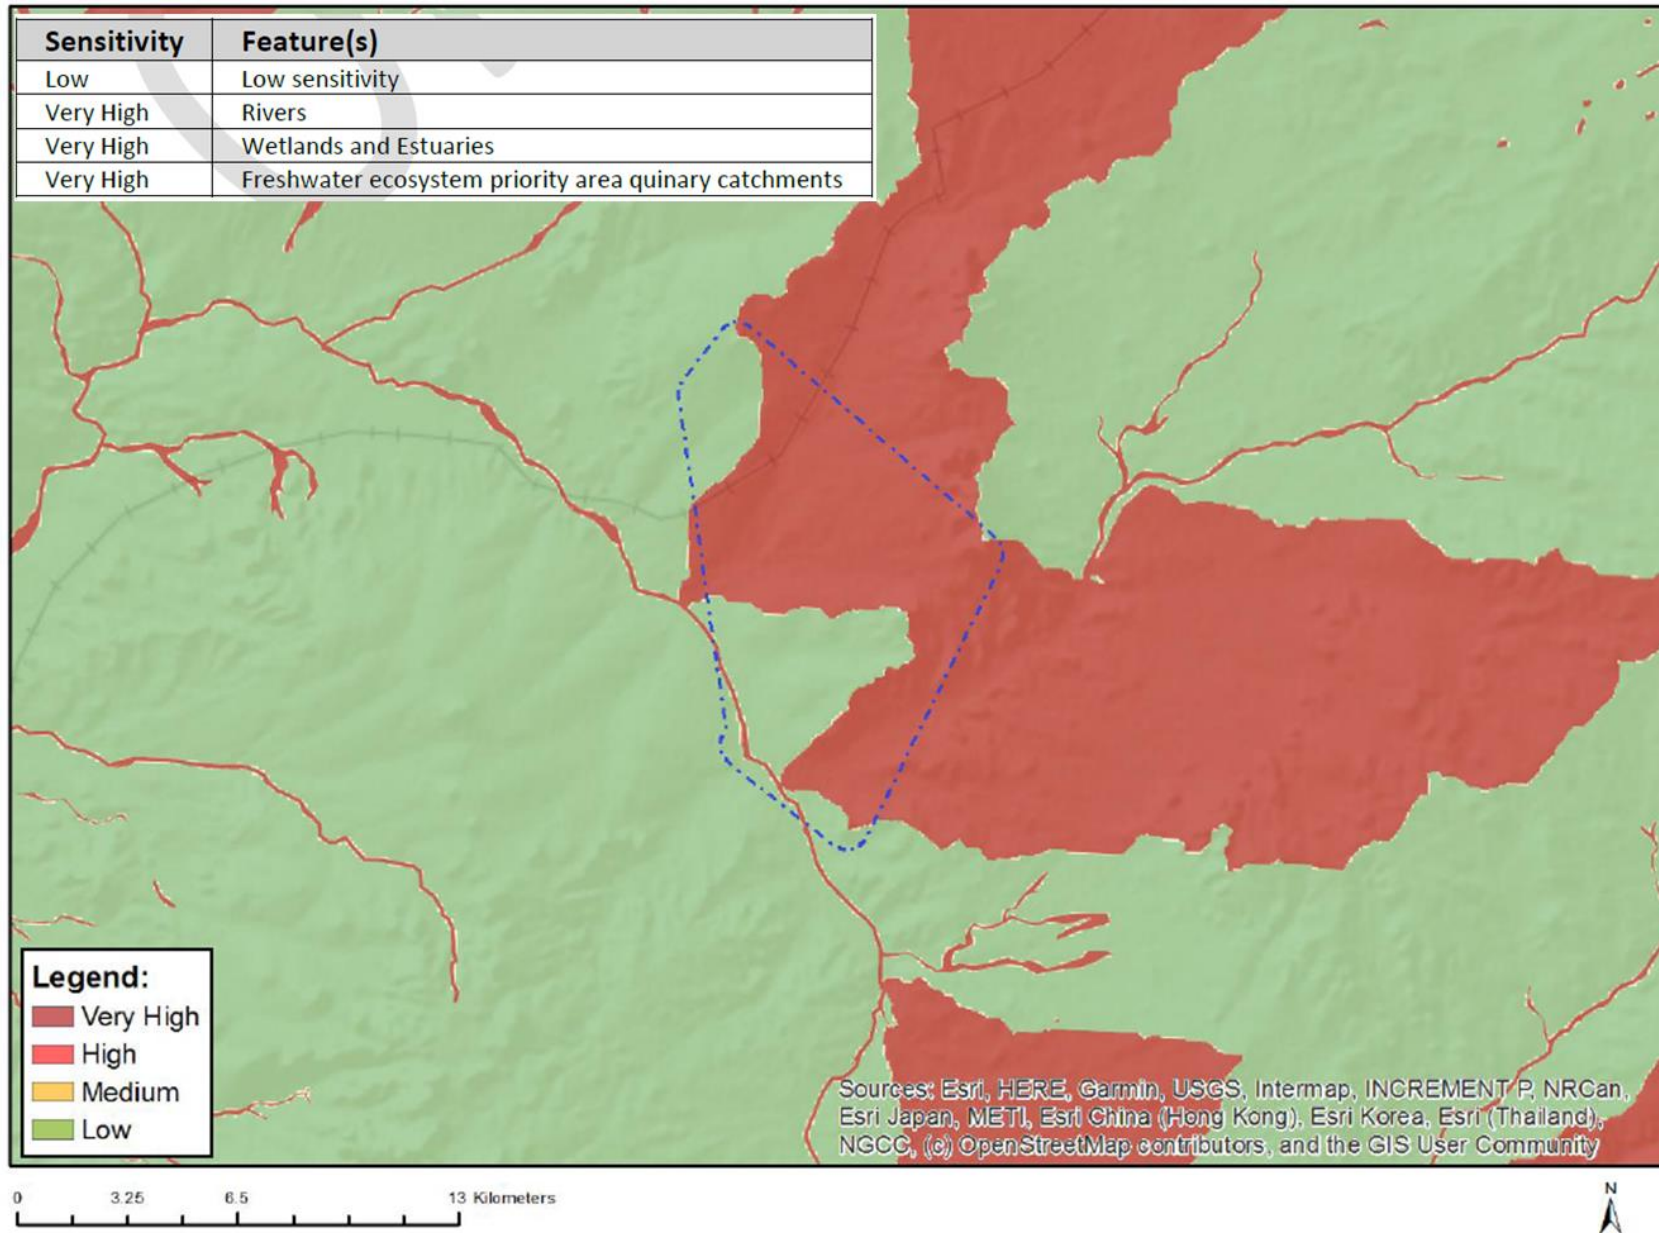 Sensitivity Feature(s)
Low Low sensitivity
Very High Rivers
Very High Wetlands and Estuaries
Very High Freshwater ecosystem priority area quinary catchments
Legend:
Very High
High
Medium
Low
Sources: Esri, HERE, Garmin, USGS, Intermap, INCREMENT P, NRCan,
Esri Japan, METI, Esri China (Hong Kong), Esri Korea, Esri (Thailand),
NGCC, (c) OpenStreetMap contributors, and the GIS User Community
0 3.25 6.5 13 Kilometers
N